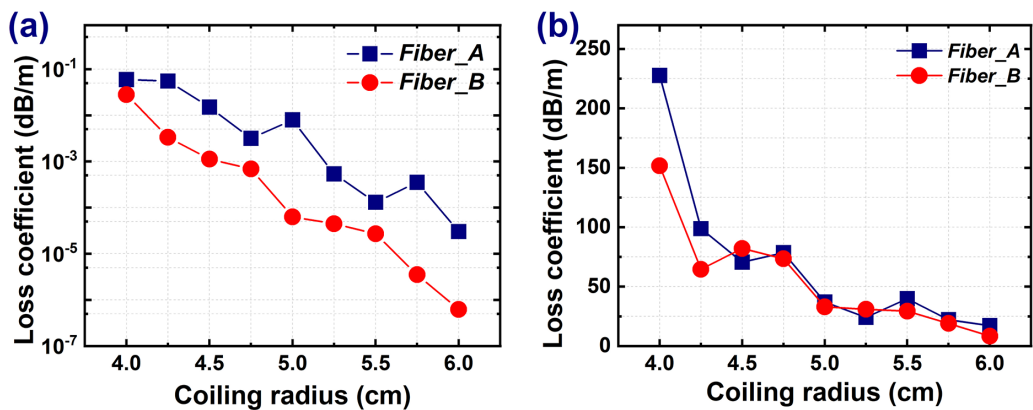 (a)
Fiber_A
Fiber_B
Loss coefficient (dB/m)
10⁻¹
10⁻³
10⁻⁵
10⁻⁷
4.0 4.5 5.0 5.5 6.0
Coiling radius (cm)
(b)
Fiber_A
Fiber_B
Loss coefficient (dB/m)
250
200
150
100
50
0
4.0 4.5 5.0 5.5 6.0
Coiling radius (cm)